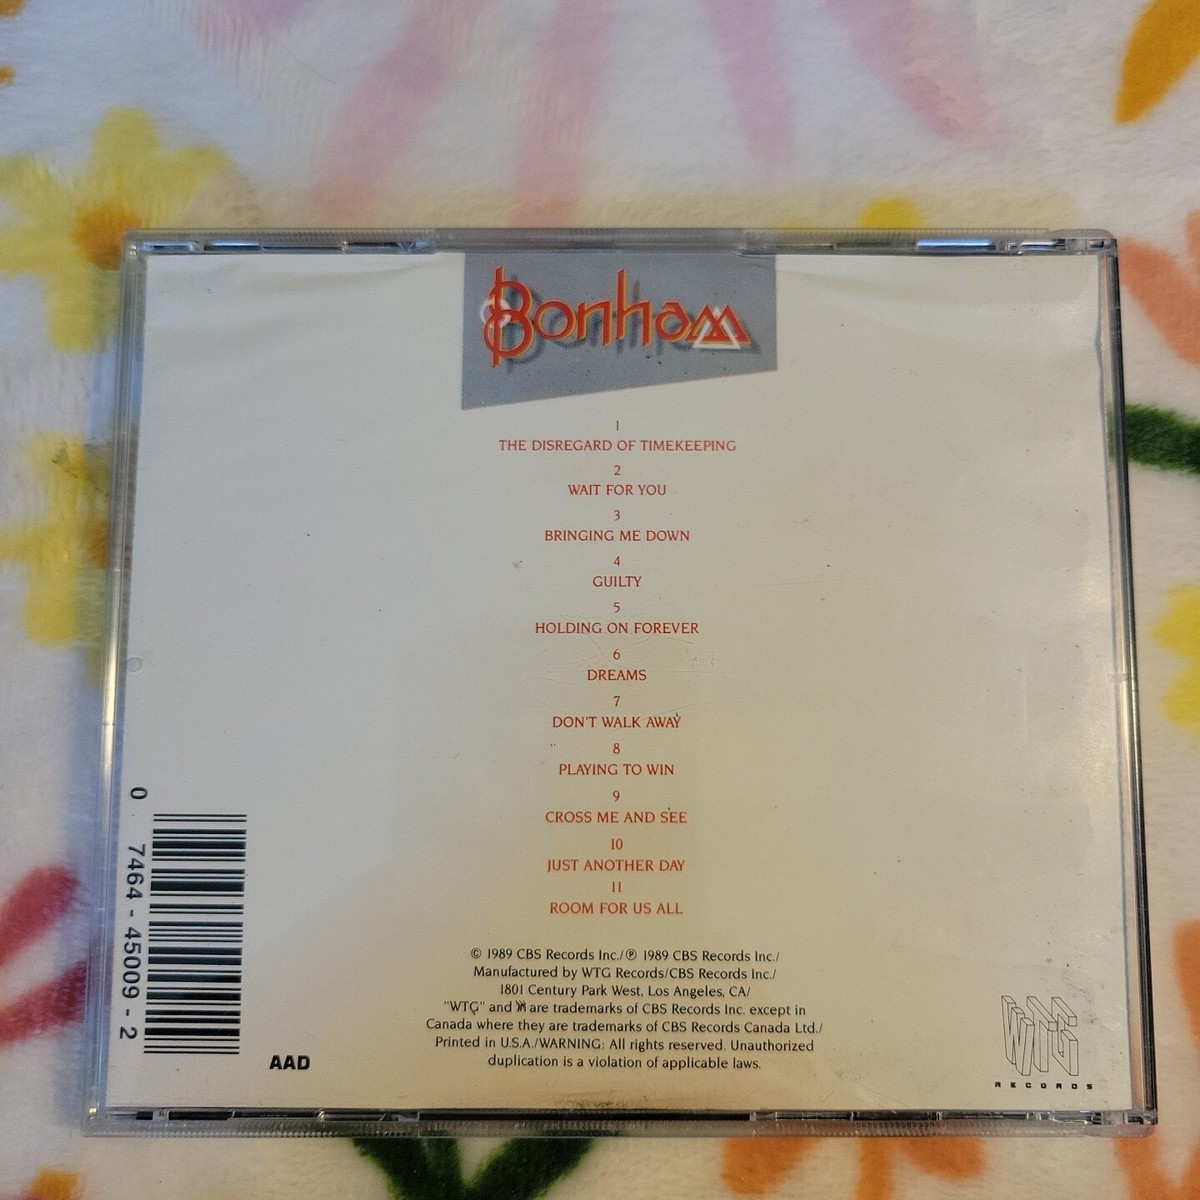 Bonham
1
THE DISREGARD OF TIMEKEEPING
2
WAIT FOR YOU
3
BRINGING ME DOWN
4
GUILTY
5
HOLDING ON FOREVER
6
DREAMS
7
DON'T WALK AWAY
8
PLAYING TO WIN
9
CROSS ME AND SEE
10
JUST ANOTHER DAY
11
ROOM FOR US ALL
© 1989 CBS Records Inc./℗ 1989 CBS Records Inc./
Manufactured by WTG Records/CBS Records Inc./
1801 Century Park West, Los Angeles, CA/
"WTG" and are trademarks of CBS Records Inc. except in
Canada where they are trademarks of CBS Records Canada Ltd./
Printed in U.S.A./WARNING: All rights reserved. Unauthorized
duplication is a violation of applicable laws.
0 7464-45009-2
AAD
WTG
RECORDS